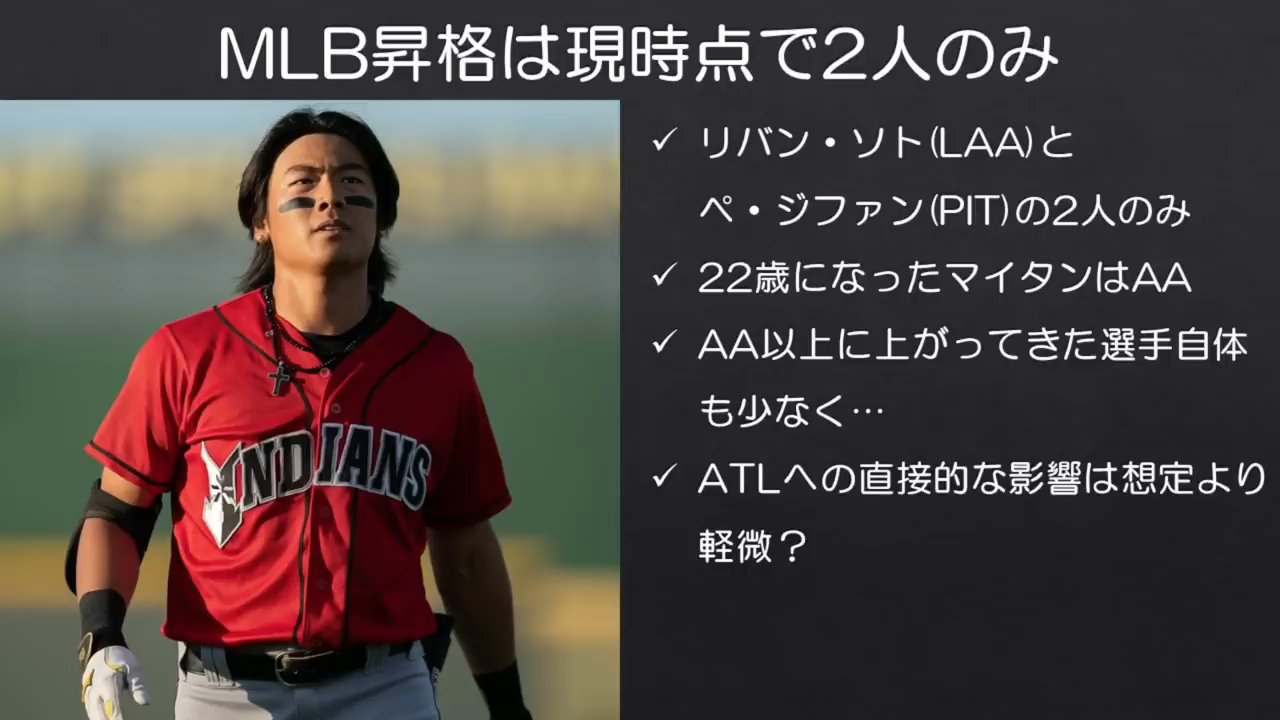 MLB昇格は現時点で2人のみ
✓ リバン・ソト(LAA)と
ペ・ジファン(PIT)の2人のみ
✓ 22歳になったマイタンはAA
✓ AA以上に上がってきた選手自体
も少なく…
✓ ATLへの直接的な影響は想定より
軽微？
INDIANS